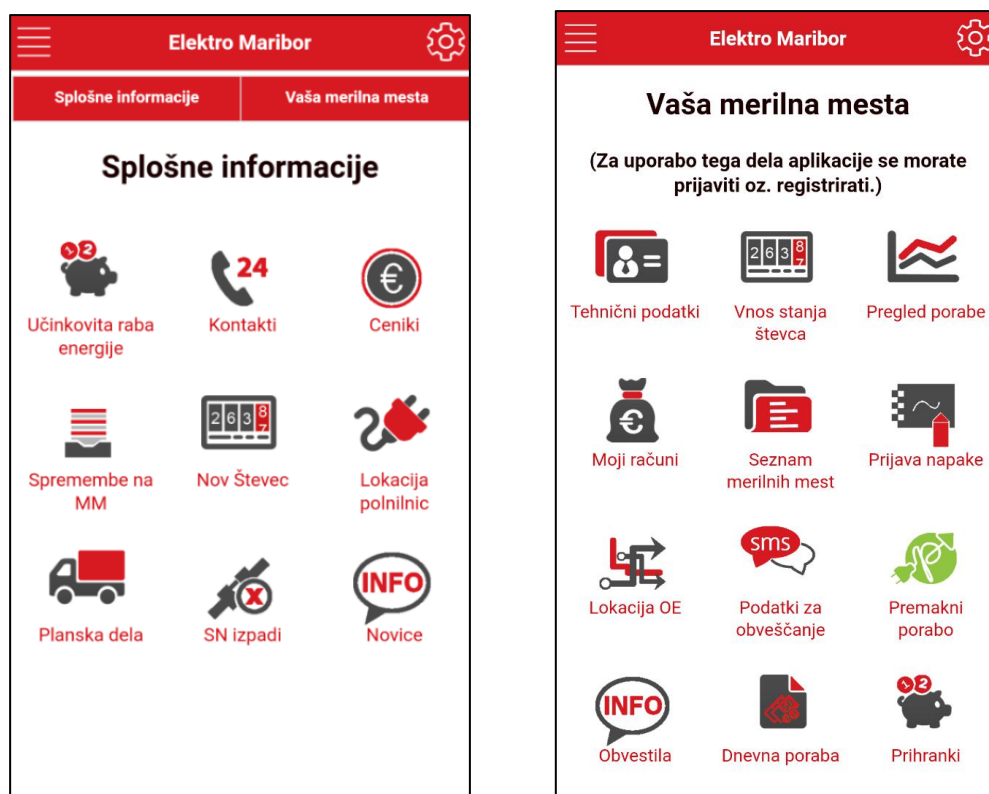 Elektro Maribor
Splošne informacije
Vaša merilna mesta
Splošne informacije
1 2
24
€
Učinkovita raba
energije
Kontakti
Ceniki
2 6 3 8
7
Spremembe na
MM
Nov Števec
Lokacija
polnilnic
X
INFO
Planska dela
SN izpadi
Novice
Elektro Maribor
Vaša merilna mesta
(Za uporabo tega dela aplikacije se morate
prijaviti oz. registrirati.)
2 6 3 8
7
Tehnični podatki
Vnos stanja
števca
Pregled porabe
€
Moji računi
Seznam
merilnih mest
Prijava napake
sms
Lokacija OE
Podatki za
obveščanje
Premakni
porabo
INFO
1 2
Obvestila
Dnevna poraba
Prihranki